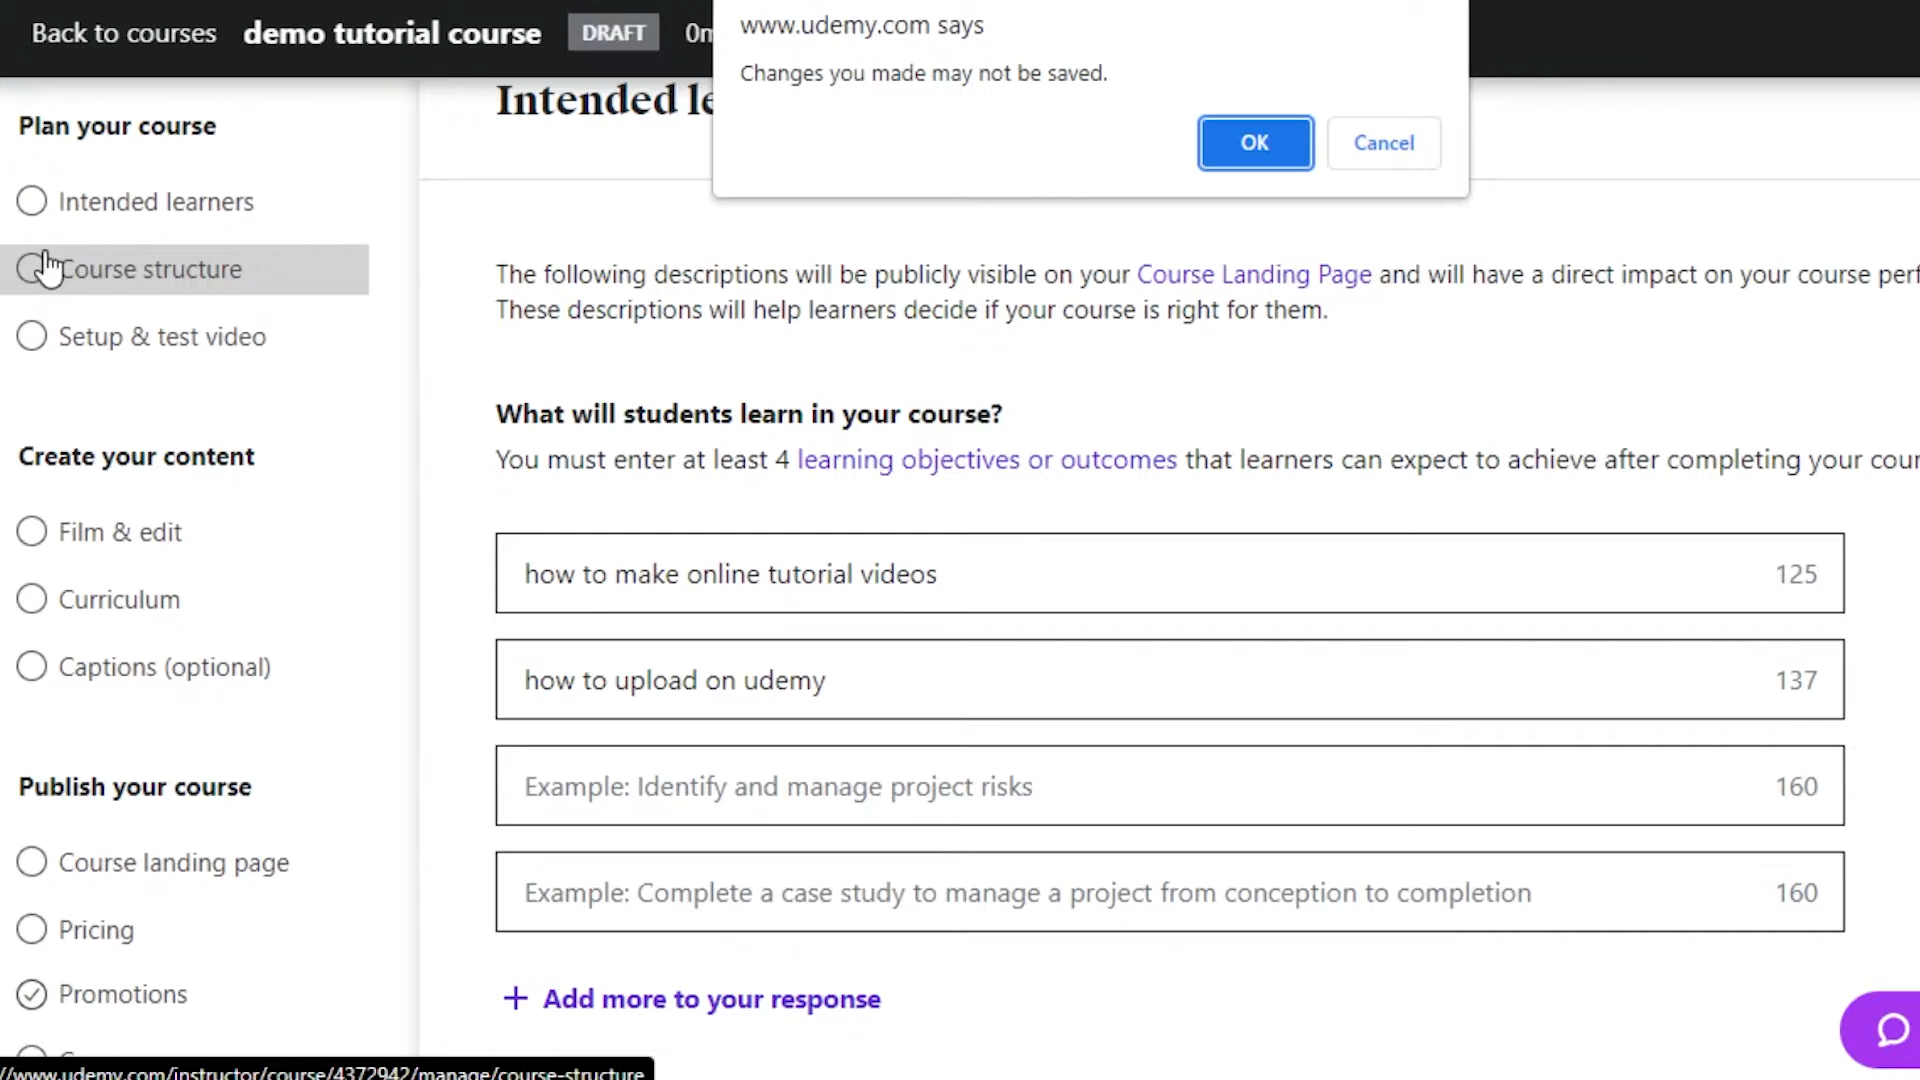 Back to courses demo tutorial course DRAFT
www.udemy.com says
Changes you made may not be saved.
OK Cancel
Plan your course
Intended learners
Course structure
Setup & test video
Create your content
Film & edit
Curriculum
Captions (optional)
Publish your course
Course landing page
Pricing
Promotions
Intended
The following descriptions will be publicly visible on your Course Landing Page and will have a direct impact on your course
These descriptions will help learners decide if your course is right for them.
What will students learn in your course?
You must enter at least 4 learning objectives or outcomes that learners can expect to achieve after completing your
how to make online tutorial videos 125
how to upload on udemy 137
Example: Identify and manage project risks 160
Example: Complete a case study to manage a project from conception to completion 160
+ Add more to your response
//www.udemy.com/instructor/course/4372942/manage/course-structure